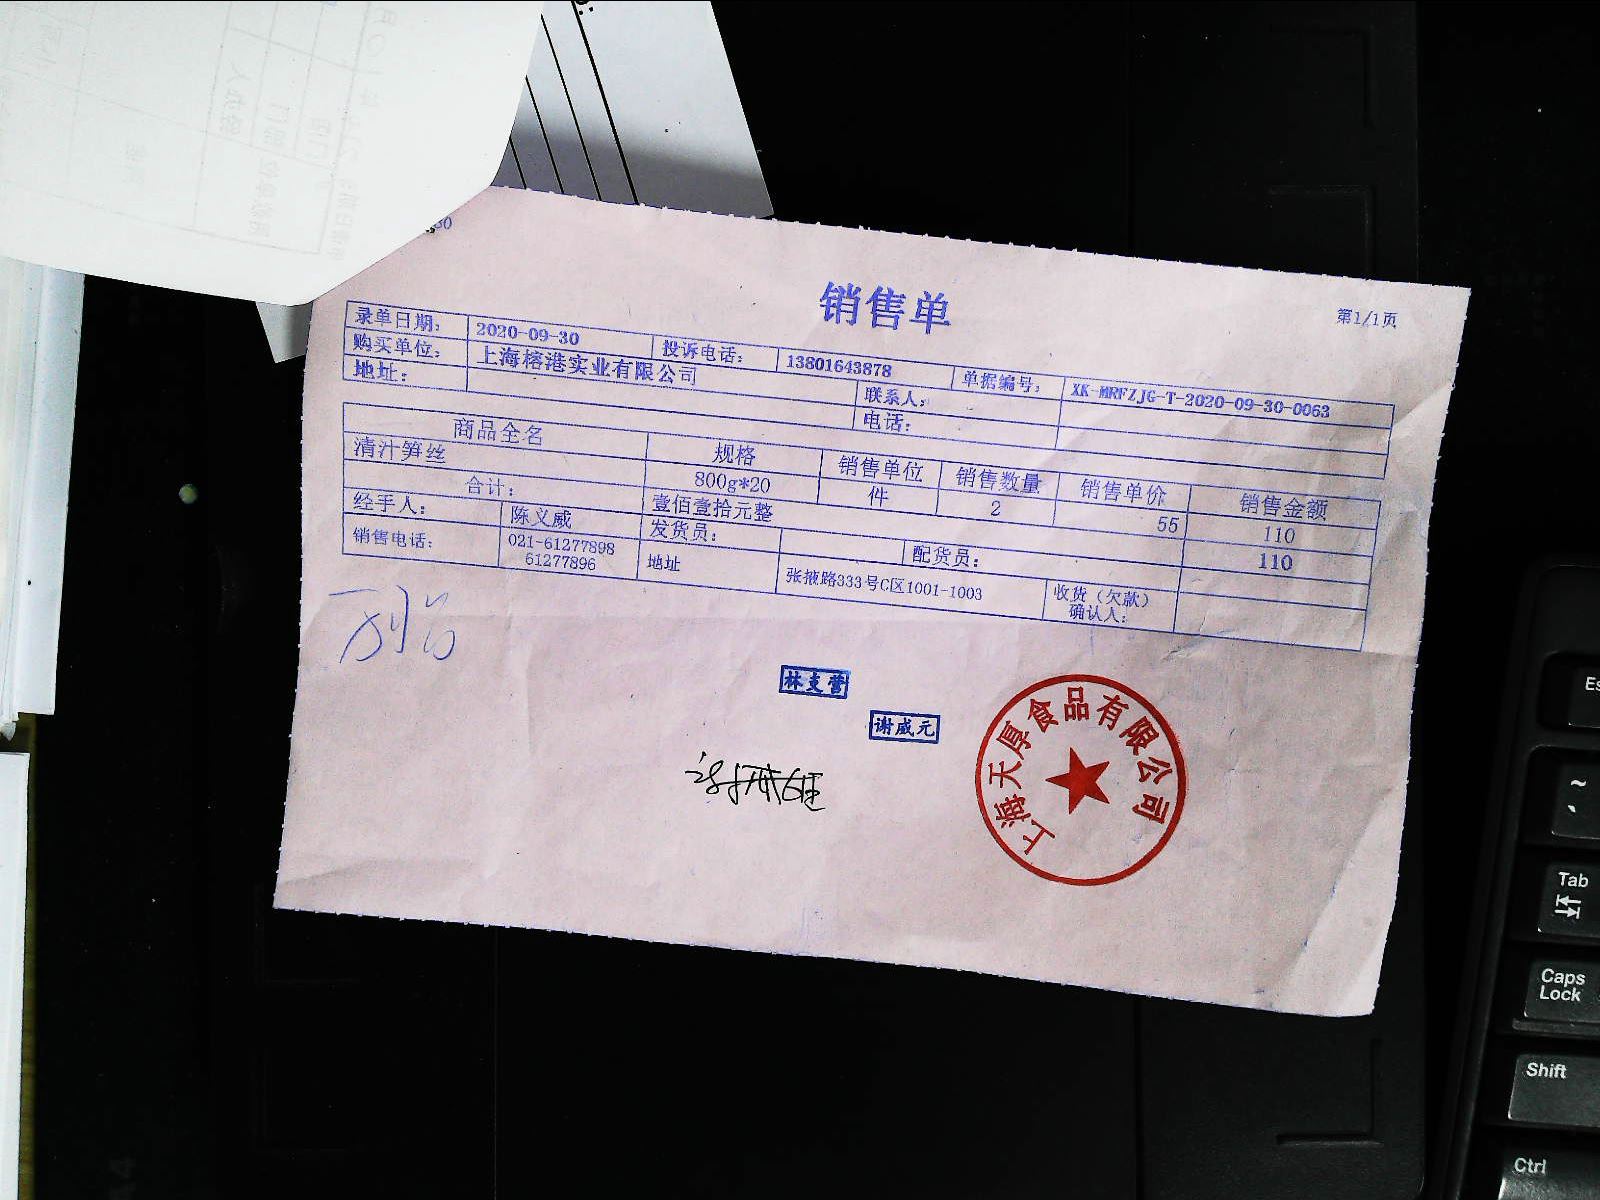 销售单
第1/1页
录单日期： 2020-09-30 投诉电话： 13801643878 单据编号： XK-MRFZJG-T-2020-09-30-0063
购买单位： 上海榕港实业有限公司 联系人：
地址： 电话：
商品全名 规格 销售单位 销售数量 销售单价 销售金额
清汁笋丝 800g*20 件 2 55 110
合计： 壹佰壹拾元整 110
经手人： 陈义威 发货员： 配货员：
销售电话： 021-61277898 61277896 地址 张掖路333号C区1001-1003 收货（欠款）确认人：
林支营
谢威元
上海天厚食品有限公司
Tab
Caps
Lock
Shift
Ctrl